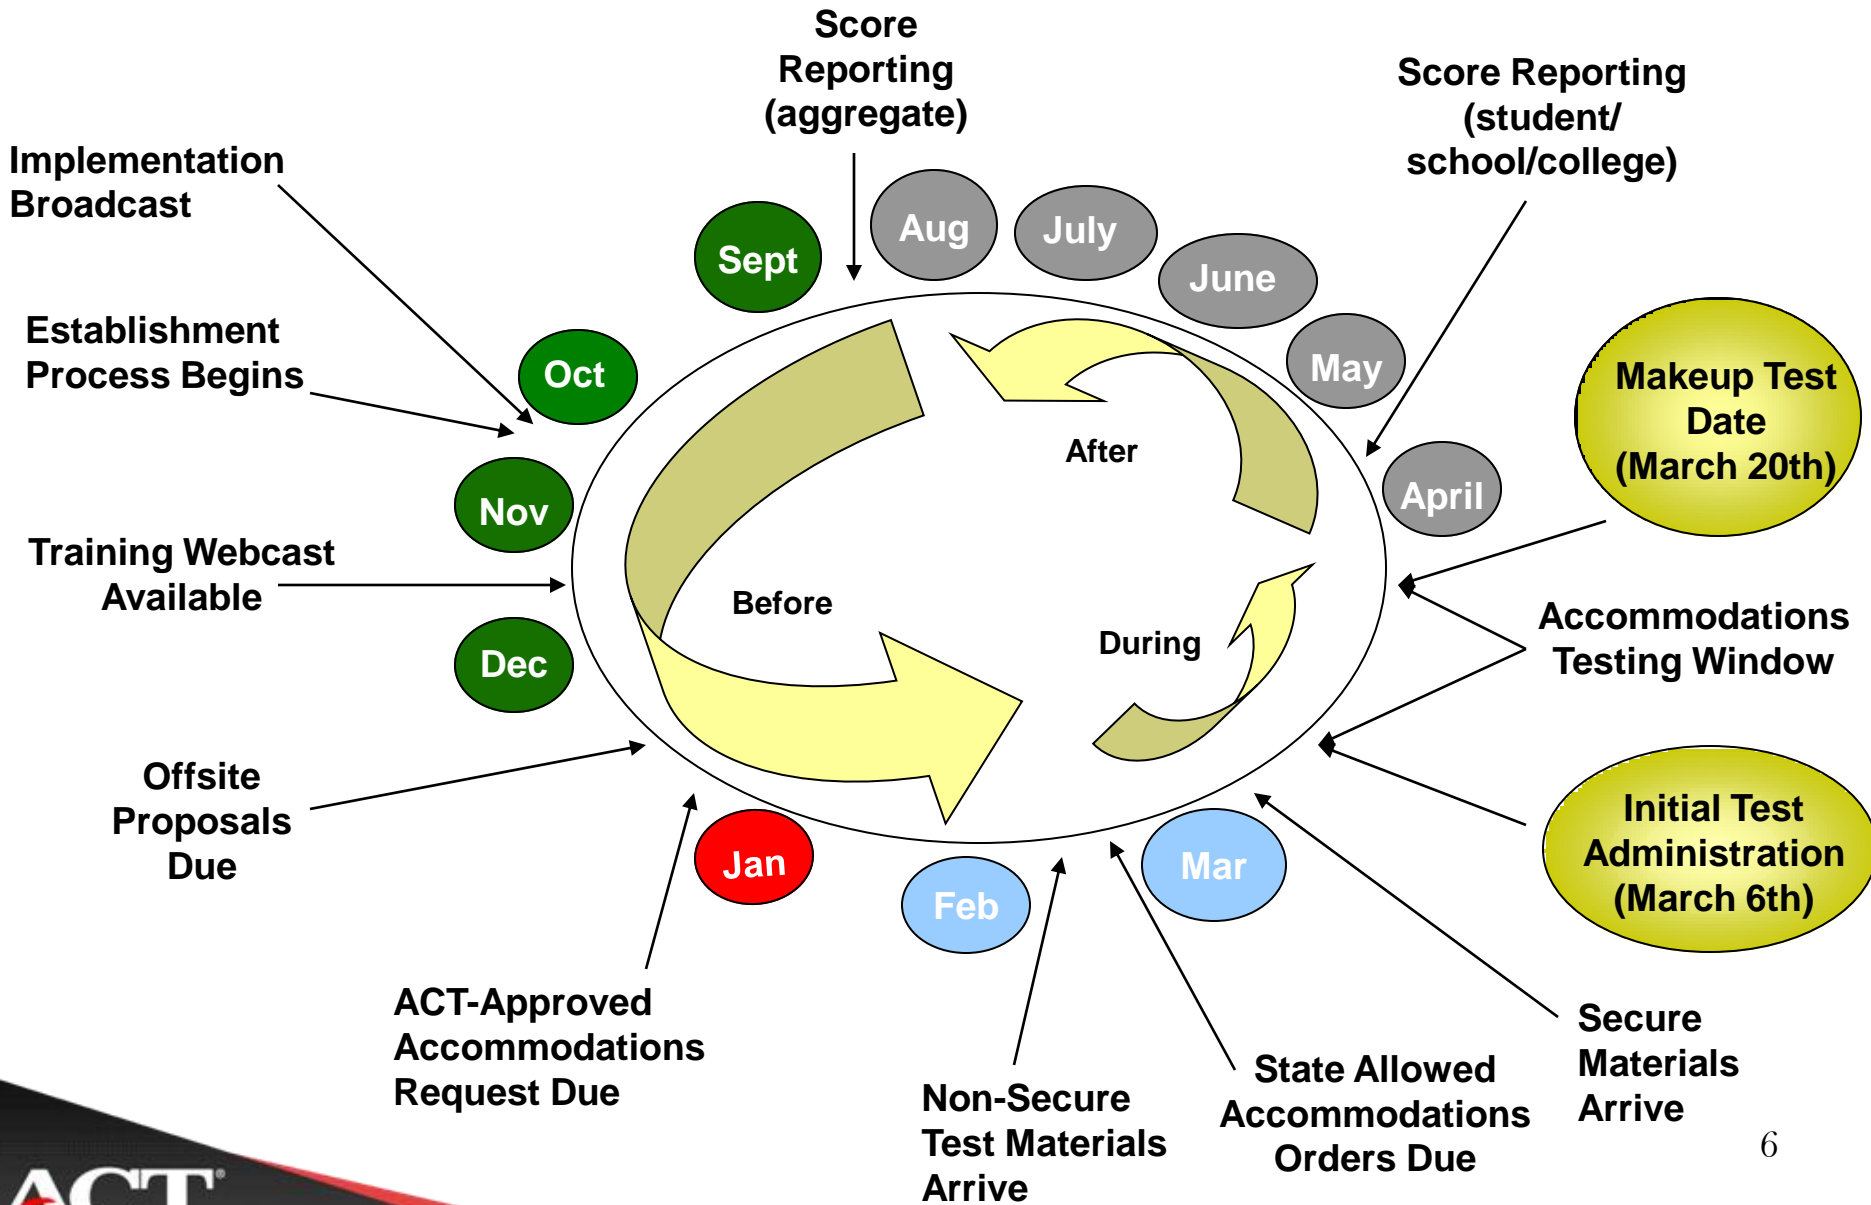 Score
Reporting
(aggregate)
Score Reporting
(student/
school/college)
Implementation
Broadcast
Establishment
Process Begins
Training Webcast
Available
Offsite
Proposals
Due
Sept
Aug
July
June
May
April
Oct
Nov
Dec
Jan
Feb
Mar
After
Before
During
Makeup Test
Date
(March 20th)
Accommodations
Testing Window
Initial Test
Administration
(March 6th)
ACT-Approved
Accommodations
Request Due
Non-Secure
Test Materials
Arrive
State Allowed
Accommodations
Orders Due
Secure
Materials
Arrive
6
ACT®